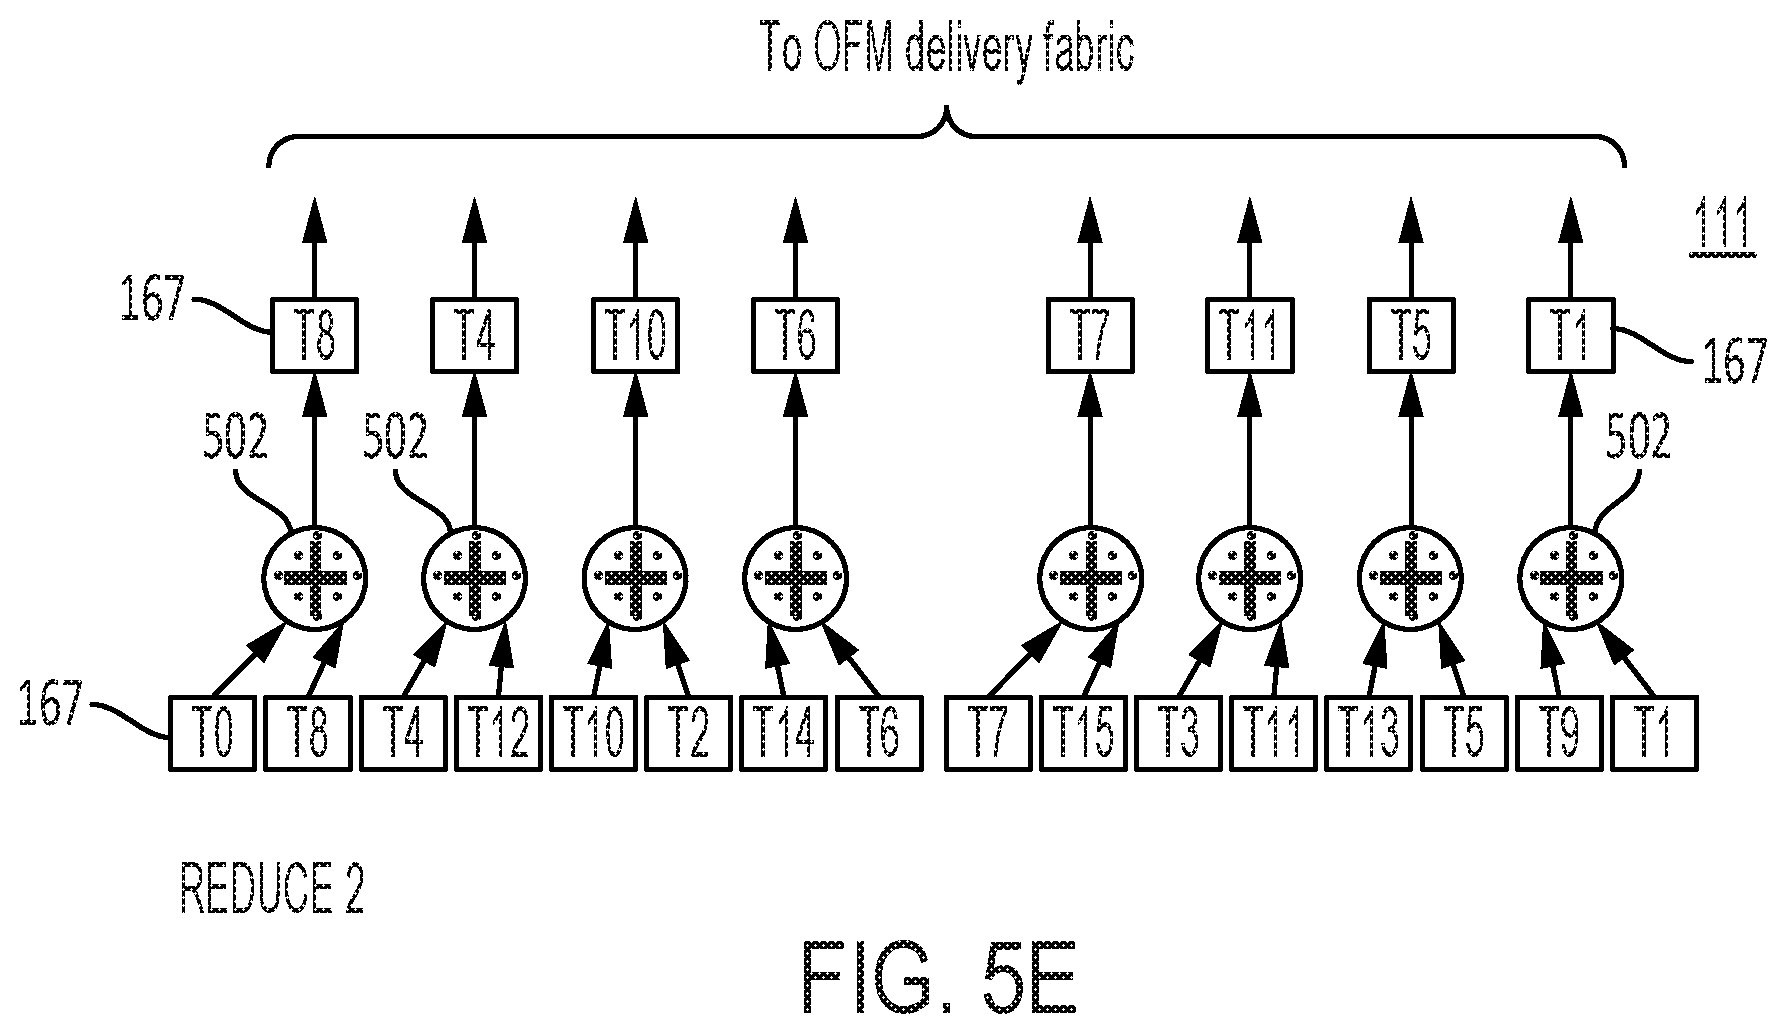 To OFM delivery fabric
111
167
T8 T4 T10 T6 T7 T11 T5 T1
167
502 502 502
167
T0 T8 T4 T12 T10 T2 T14 T6 T7 T15 T3 T11 T13 T5 T9 T1
REDUCE 2
FIG. 5E